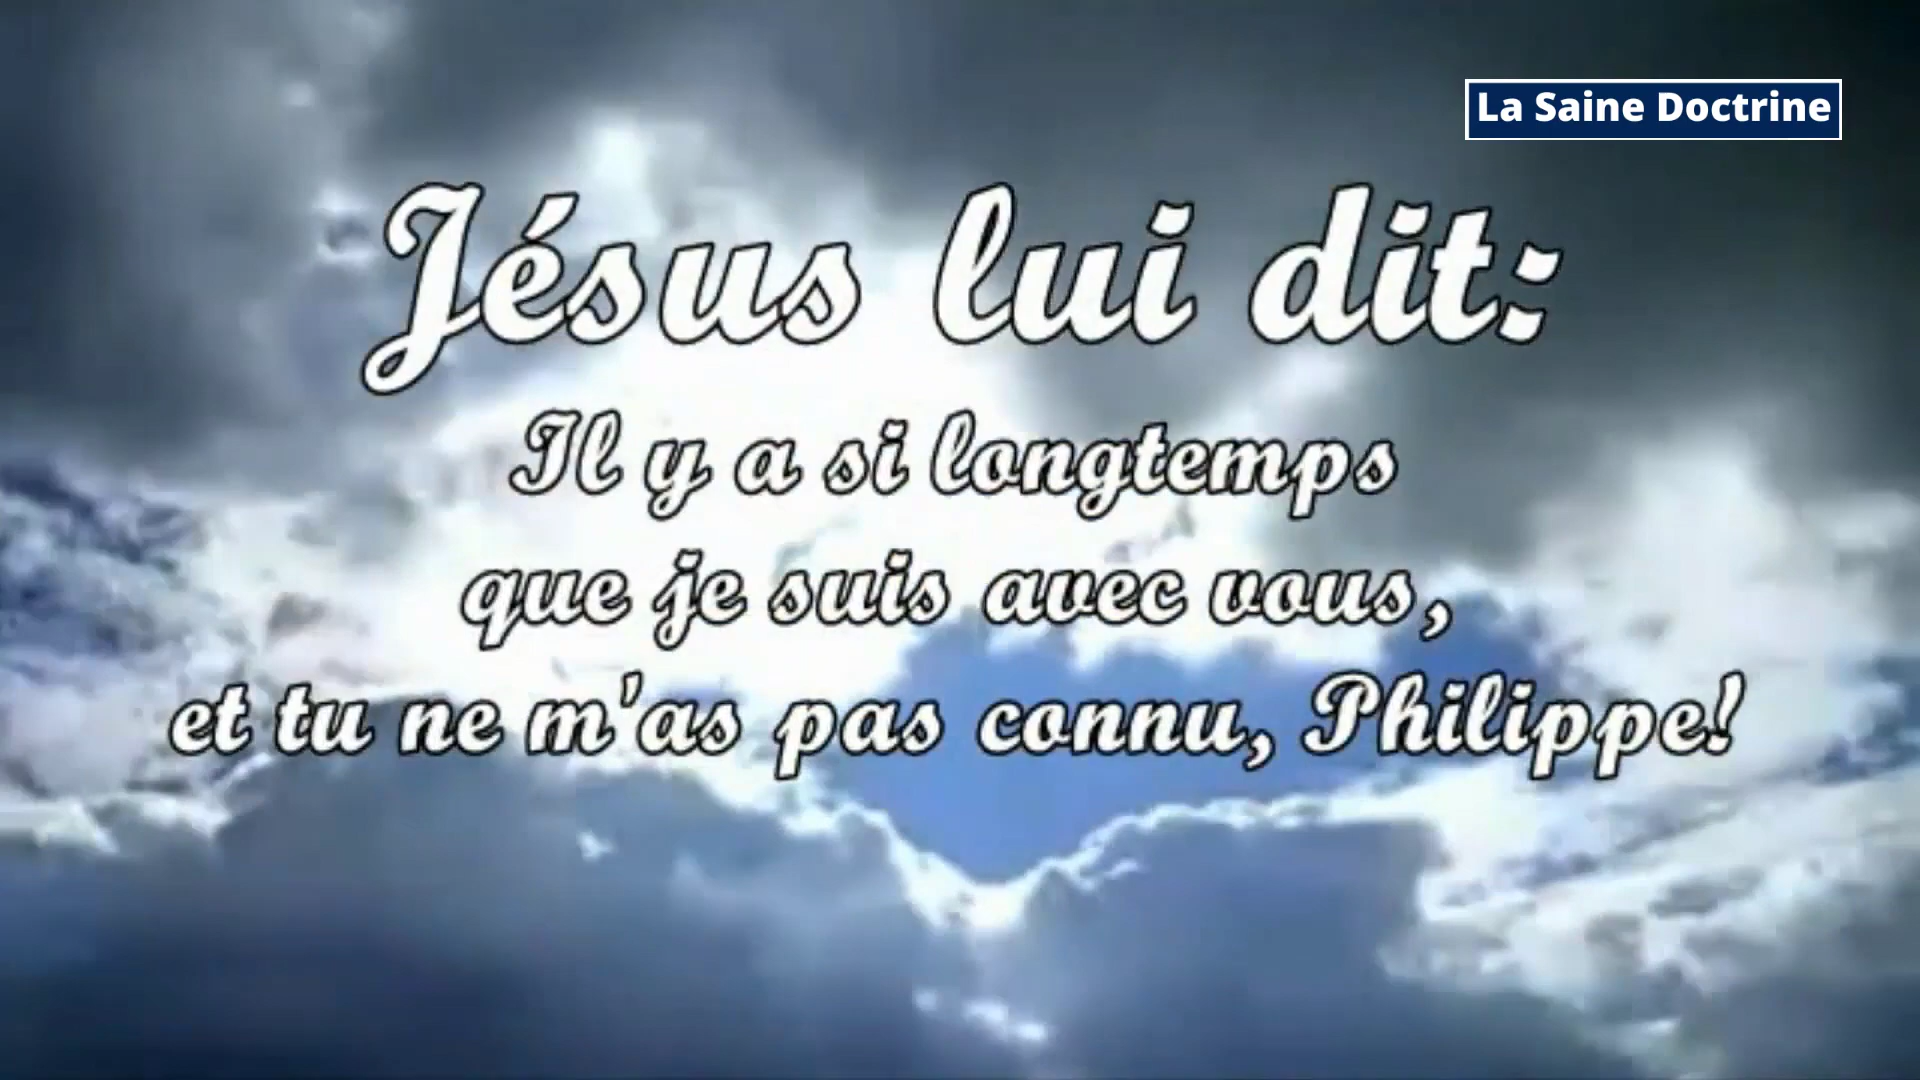 La Saine Doctrine
Jésus lui dit:
Il y a si longtemps
que je suis avec vous,
et tu ne m'as pas connu, Philippe!